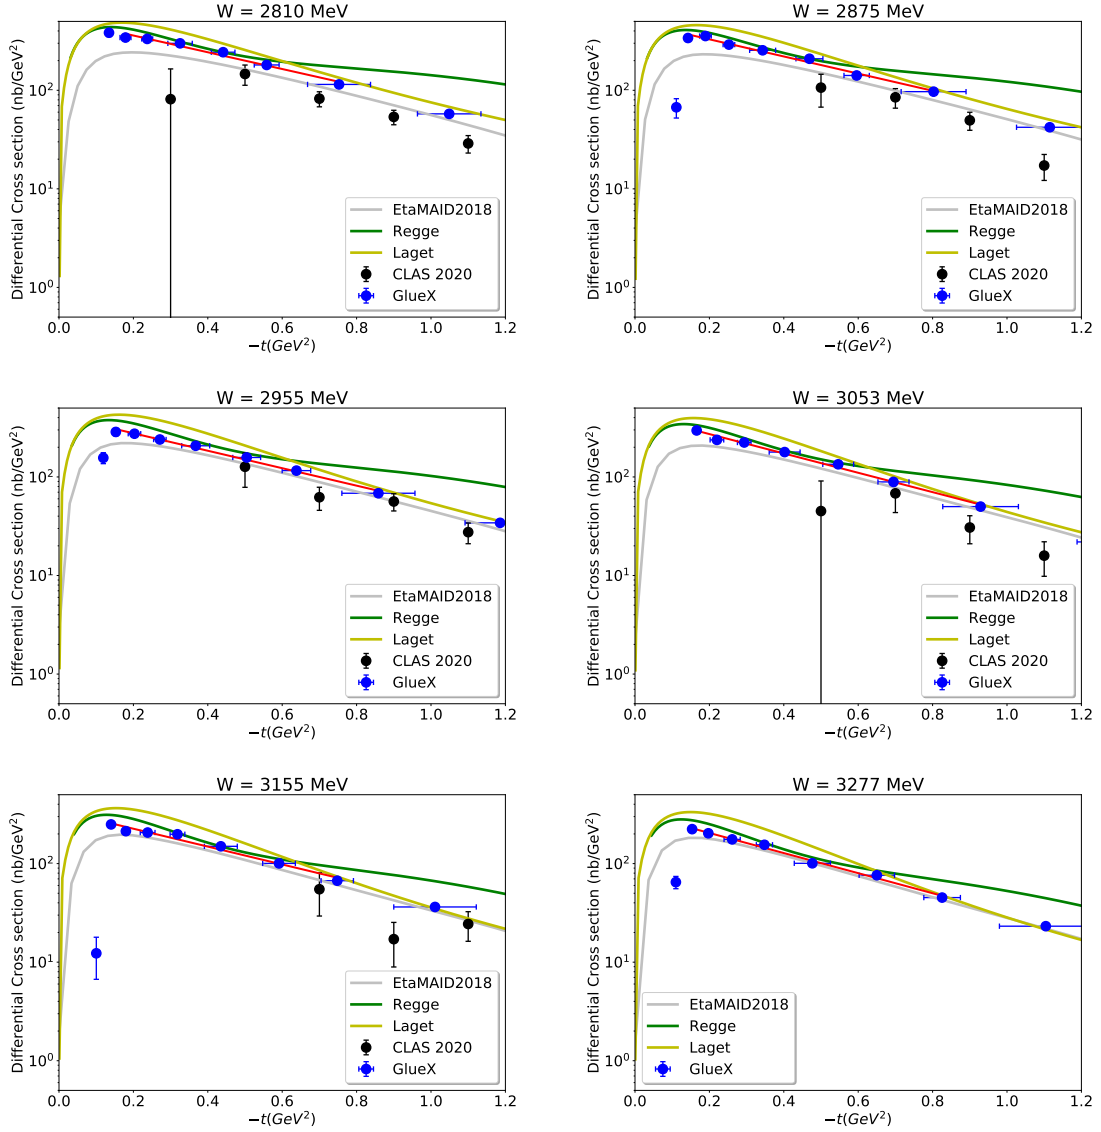 W = 2810 MeV
Differential Cross section (nb/GeV²)
10²
10¹
10⁰
EtaMAID2018
Regge
Laget
CLAS 2020
GlueX
0.0 0.2 0.4 0.6 0.8 1.0 1.2
−t(GeV²)
W = 2875 MeV
Differential Cross section (nb/GeV²)
10²
10¹
10⁰
EtaMAID2018
Regge
Laget
CLAS 2020
GlueX
0.0 0.2 0.4 0.6 0.8 1.0 1.2
−t(GeV²)
W = 2955 MeV
Differential Cross section (nb/GeV²)
10²
10¹
10⁰
EtaMAID2018
Regge
Laget
CLAS 2020
GlueX
0.0 0.2 0.4 0.6 0.8 1.0 1.2
−t(GeV²)
W = 3053 MeV
Differential Cross section (nb/GeV²)
10²
10¹
10⁰
EtaMAID2018
Regge
Laget
CLAS 2020
GlueX
0.0 0.2 0.4 0.6 0.8 1.0 1.2
−t(GeV²)
W = 3155 MeV
Differential Cross section (nb/GeV²)
10²
10¹
10⁰
EtaMAID2018
Regge
Laget
CLAS 2020
GlueX
0.0 0.2 0.4 0.6 0.8 1.0 1.2
−t(GeV²)
W = 3277 MeV
Differential Cross section (nb/GeV²)
10²
10¹
10⁰
EtaMAID2018
Regge
Laget
GlueX
0.0 0.2 0.4 0.6 0.8 1.0 1.2
−t(GeV²)